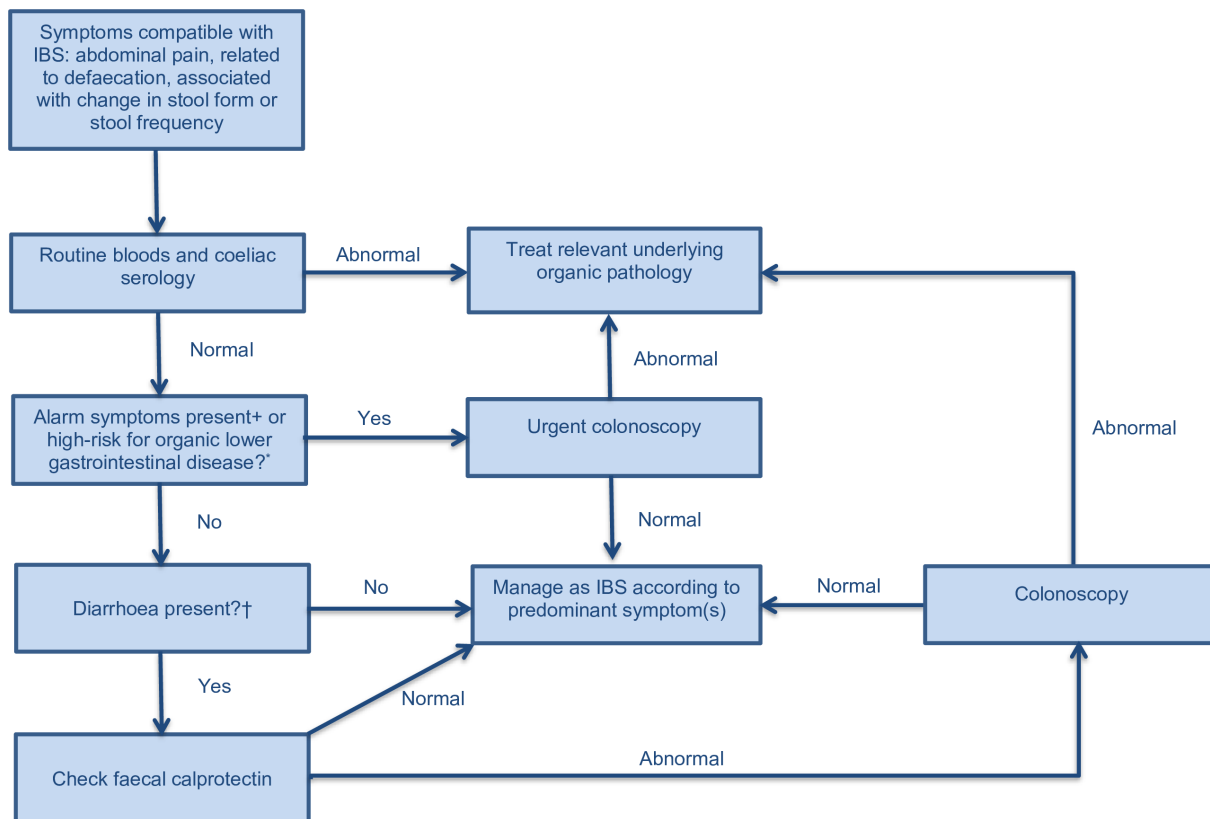 Symptoms compatible with
IBS: abdominal pain, related
to defaecation, associated
with change in stool form or
stool frequency
Routine bloods and coeliac
serology
Abnormal
Treat relevant underlying
organic pathology
Normal
Abnormal
Alarm symptoms present+ or
high-risk for organic lower
gastrointestinal disease?*
Yes
Urgent colonoscopy
Abnormal
No
Normal
Diarrhoea present?†
No
Manage as IBS according to
predominant symptom(s)
Normal
Colonoscopy
Yes
Normal
Check faecal calprotectin
Abnormal